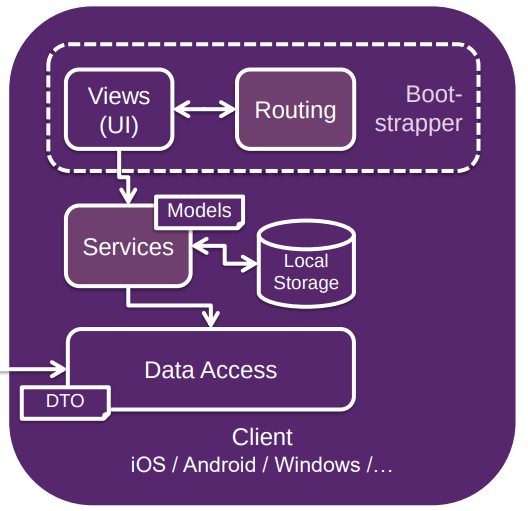 Views
(UI)
Routing
Boot-
strapper
Models
Services
Local
Storage
Data Access
DTO
Client
iOS / Android / Windows /…